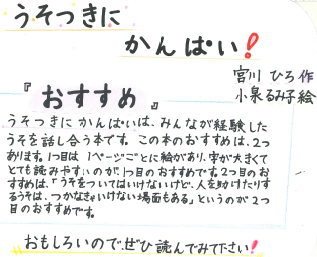 うそつきに
かんぱい!
宮川 ひろ 作
小泉るみ子 絵
『おすすめ』
うそつきにかんぱいは、みんなが経験した
うそを話し合う本です。この本のおすすめは、2つ
あります。1つ目は1ページごとに絵があり、字が大きくて
とても読みやすいのが、1つ目のおすすめです。2つ目のお
すすめは、「うそをついてはいけないけど、人を助けたりす
るうそは、つかなきゃいけない場面もある」というのが2つ
目のおすすめです。
おもしろいので、ぜひ読んでみて下さい!